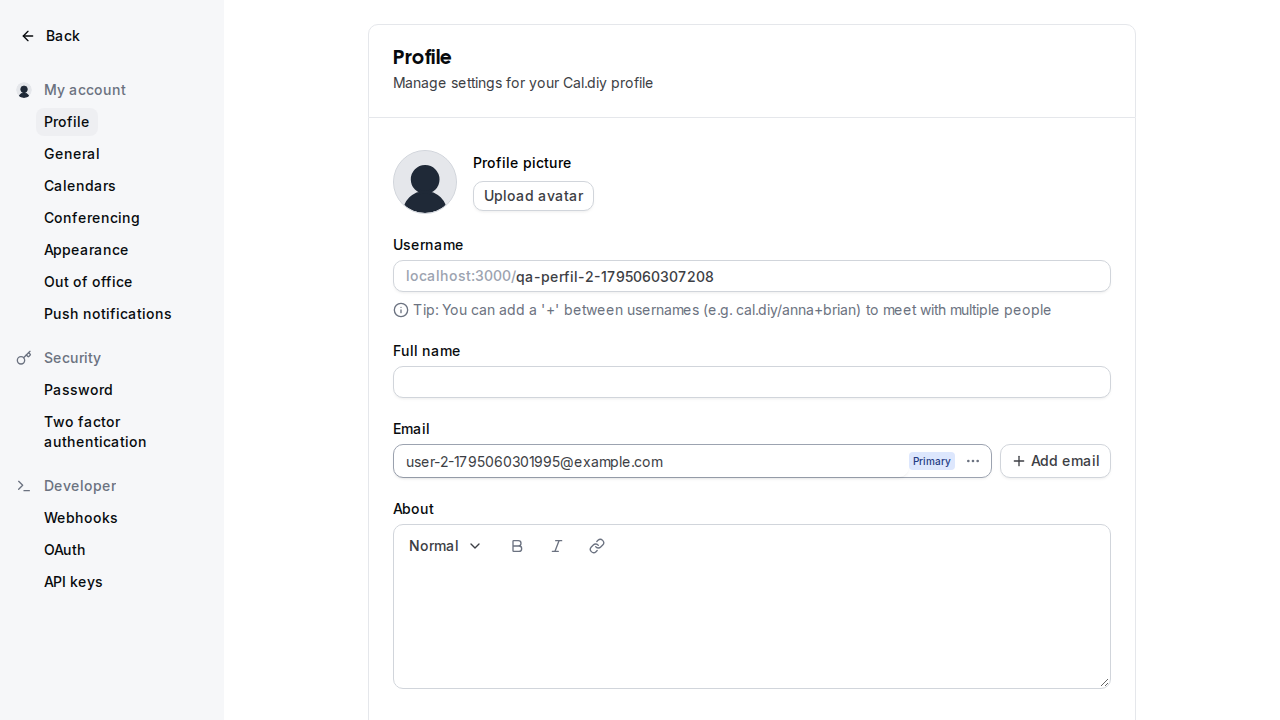 Back
My account
Profile
General
Calendars
Conferencing
Appearance
Out of office
Push notifications
Security
Password
Two factor
authentication
Developer
Webhooks
OAuth
API keys
Profile
Manage settings for your Cal.diy profile
Profile picture
Upload avatar
Username
localhost:3000/qa-perfil-2-1795060307208
Tip: You can add a '+' between usernames (e.g. cal.diy/anna+brian) to meet with multiple people
Full name
Email
user-2-1795060301995@example.com Primary Add email
About
Normal